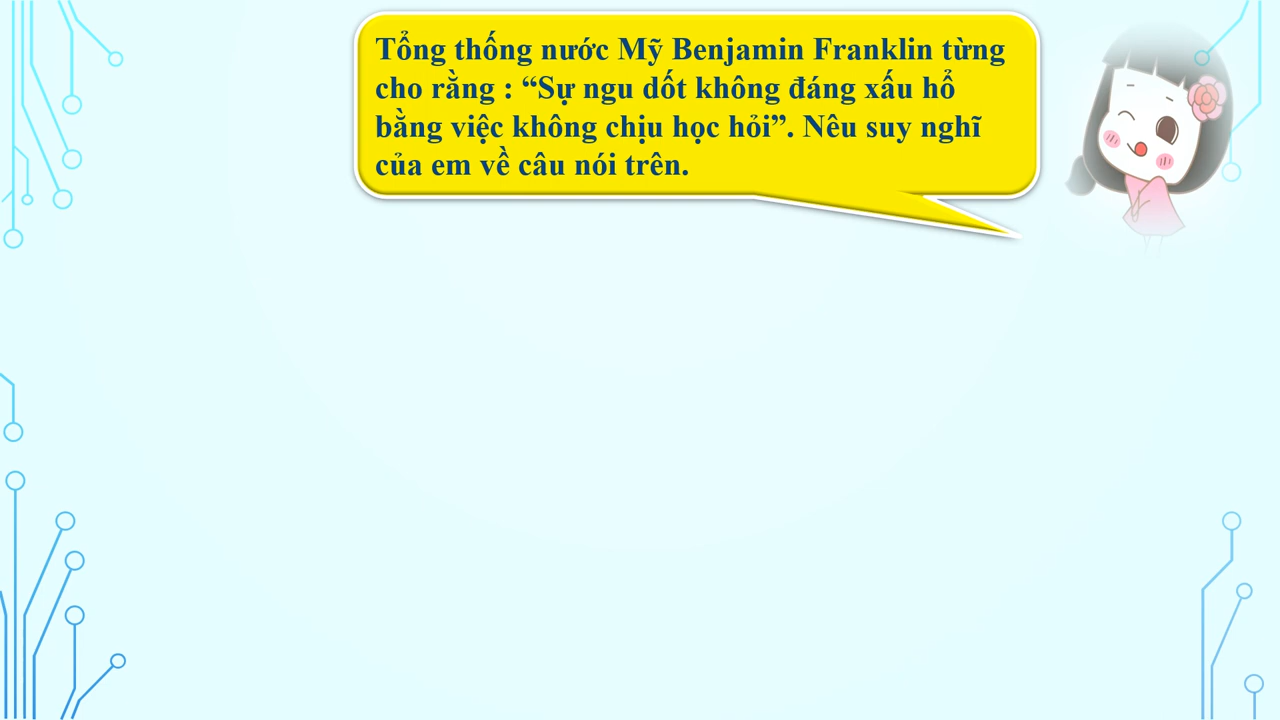 Tổng thống nước Mỹ Benjamin Franklin từng
cho rằng : “Sự ngu dốt không đáng xấu hổ
bằng việc không chịu học hỏi”. Nêu suy nghĩ
của em về câu nói trên.